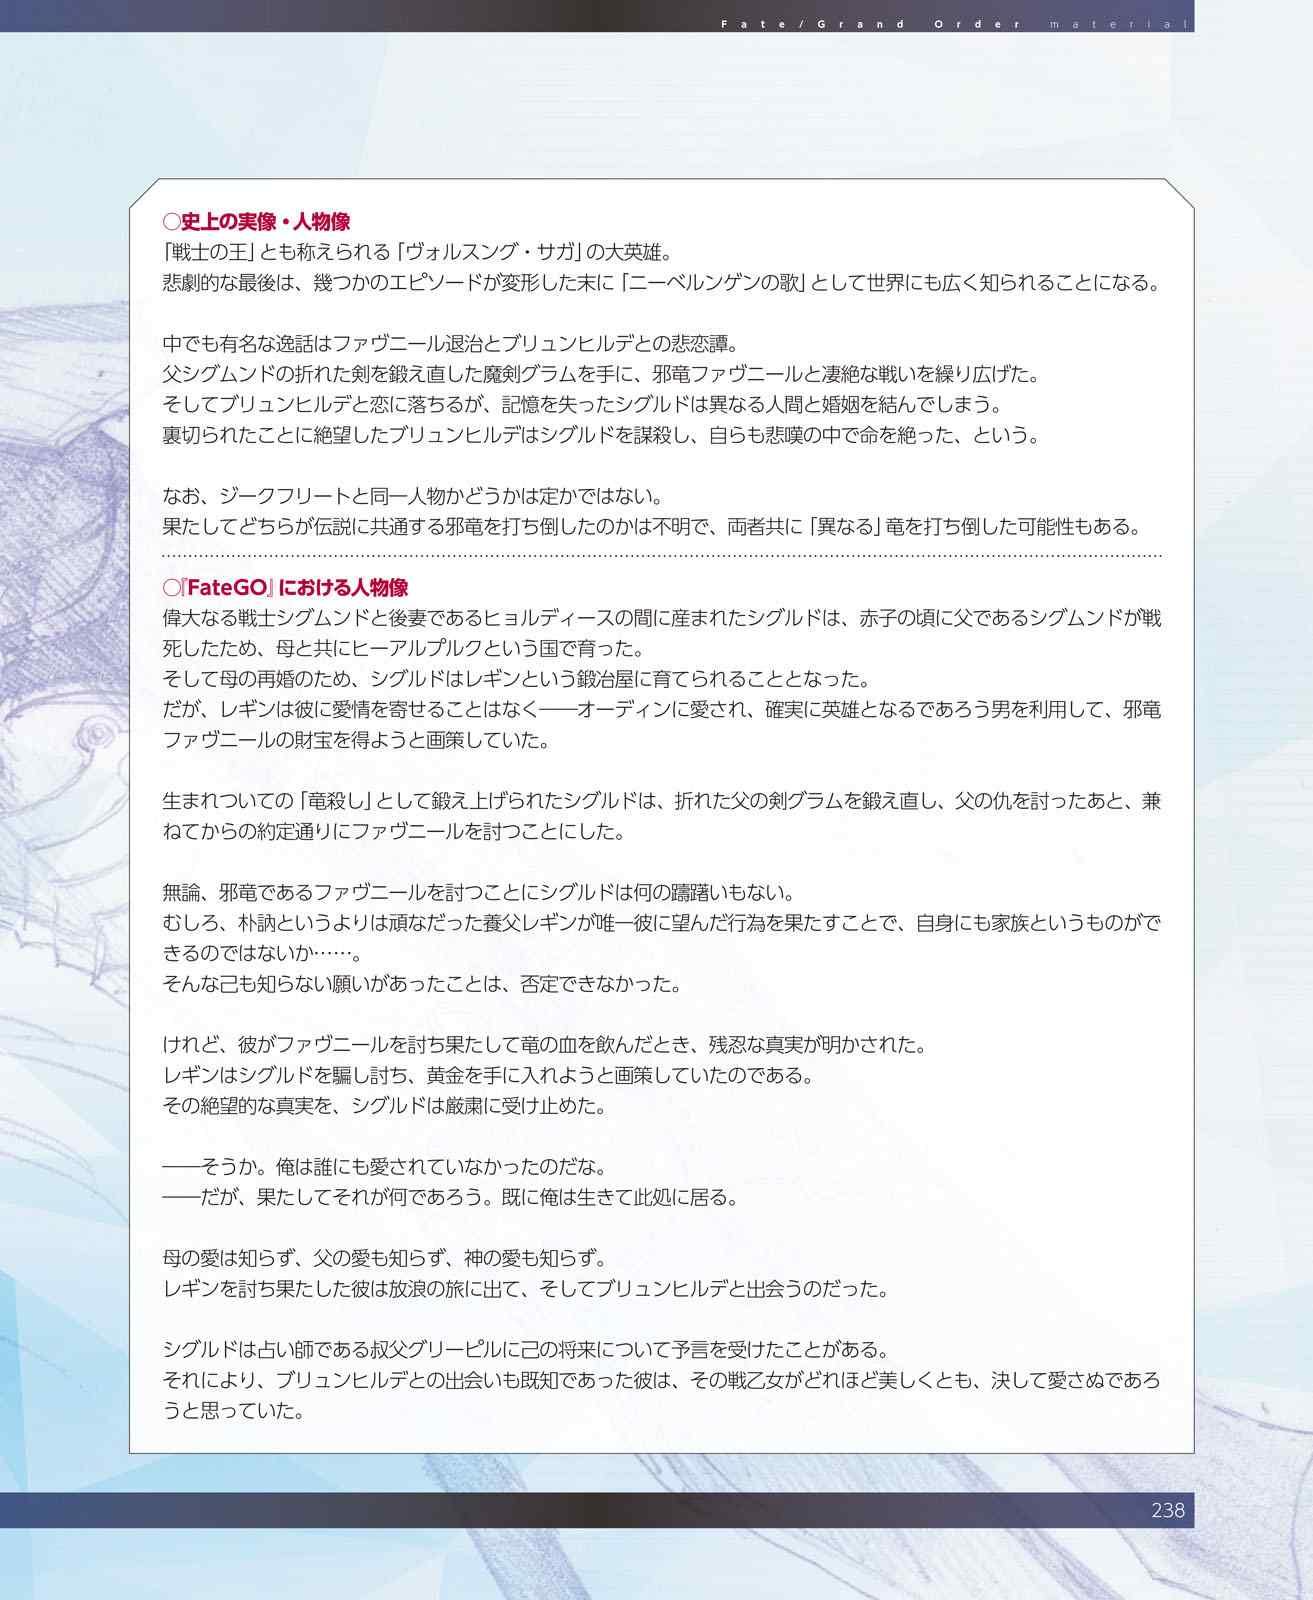 Fate/Grand Order material
○史上の実像・人物像
「戦士の王」とも称えられる「ヴォルスング・サガ」の大英雄。
悲劇的な最後は、幾つかのエピソードが変形した末に「ニーベルンゲンの歌」として世界にも広く知られることになる。
中でも有名な逸話はファヴニール退治とブリュンヒルデとの悲恋譚。
父シグムンドの折れた剣を鍛え直した魔剣グラムを手に、邪竜ファヴニールと凄絶な戦いを繰り広げた。
そしてブリュンヒルデと恋に落ちるが、記憶を失ったシグルドは異なる人間と婚姻を結んでしまう。
裏切られたことに絶望したブリュンヒルデはシグルドを謀殺し、自らも悲嘆の中で命を絶った、という。
なお、ジークフリートと同一人物かどうかは定かではない。
果たしてどちらが伝説に共通する邪竜を打ち倒したのかは不明で、両者共に「異なる」竜を打ち倒した可能性もある。
○『FateGO』における人物像
偉大なる戦士シグムンドと後妻であるヒョルディースの間に産まれたシグルドは、赤子の頃に父であるシグムンドが戦
死したため、母と共にヒーアルプルクという国で育った。
そして母の再婚のため、シグルドはレギンという鍛冶屋に育てられることとなった。
だが、レギンは彼に愛情を寄せることはなく――オーディンに愛され、確実に英雄となるであろう男を利用して、邪竜
ファヴニールの財宝を得ようと画策していた。
生まれついての「竜殺し」として鍛え上げられたシグルドは、折れた父の剣グラムを鍛え直し、父の仇を討ったあと、兼
ねてからの約定通りにファヴニールを討つことにした。
無論、邪竜であるファヴニールを討つことにシグルドは何の躊躇いもない。
むしろ、朴訥というよりは頑なだった養父レギンが唯一彼に望んだ行為を果たすことで、自身にも家族というものがで
きるのではないか……。
そんな己も知らない願いがあったことは、否定できなかった。
けれど、彼がファヴニールを討ち果たして竜の血を飲んだとき、残忍な真実が明かされた。
レギンはシグルドを騙し討ち、黄金を手に入れようと画策していたのである。
その絶望的な真実を、シグルドは厳粛に受け止めた。
――そうか。俺は誰にも愛されていなかったのだな。
――だが、果たしてそれが何であろう。既に俺は生きて此処に居る。
母の愛は知らず、父の愛も知らず、神の愛も知らず。
レギンを討ち果たした彼は放浪の旅に出て、そしてブリュンヒルデと出会うのだった。
シグルドは占い師である叔父グリーピルに己の将来について予言を受けたことがある。
それにより、ブリュンヒルデとの出会いも既知であった彼は、その戦乙女がどれほど美しくとも、決して愛さぬであろ
うと思っていた。
238